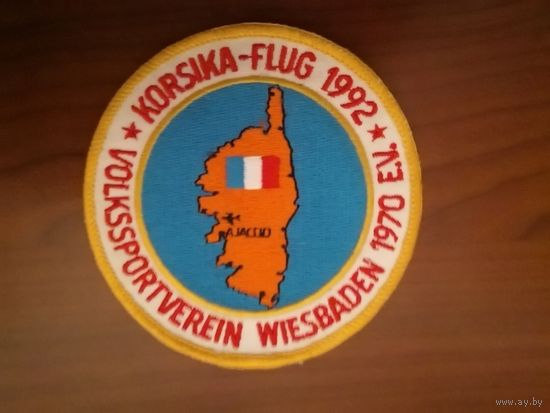 ★ KORSIKA-FLUG 1992 ★
VOLKSSPORTVEREIN WIESBADEN 1970 E.V.
AJACCIO
www.ay.by